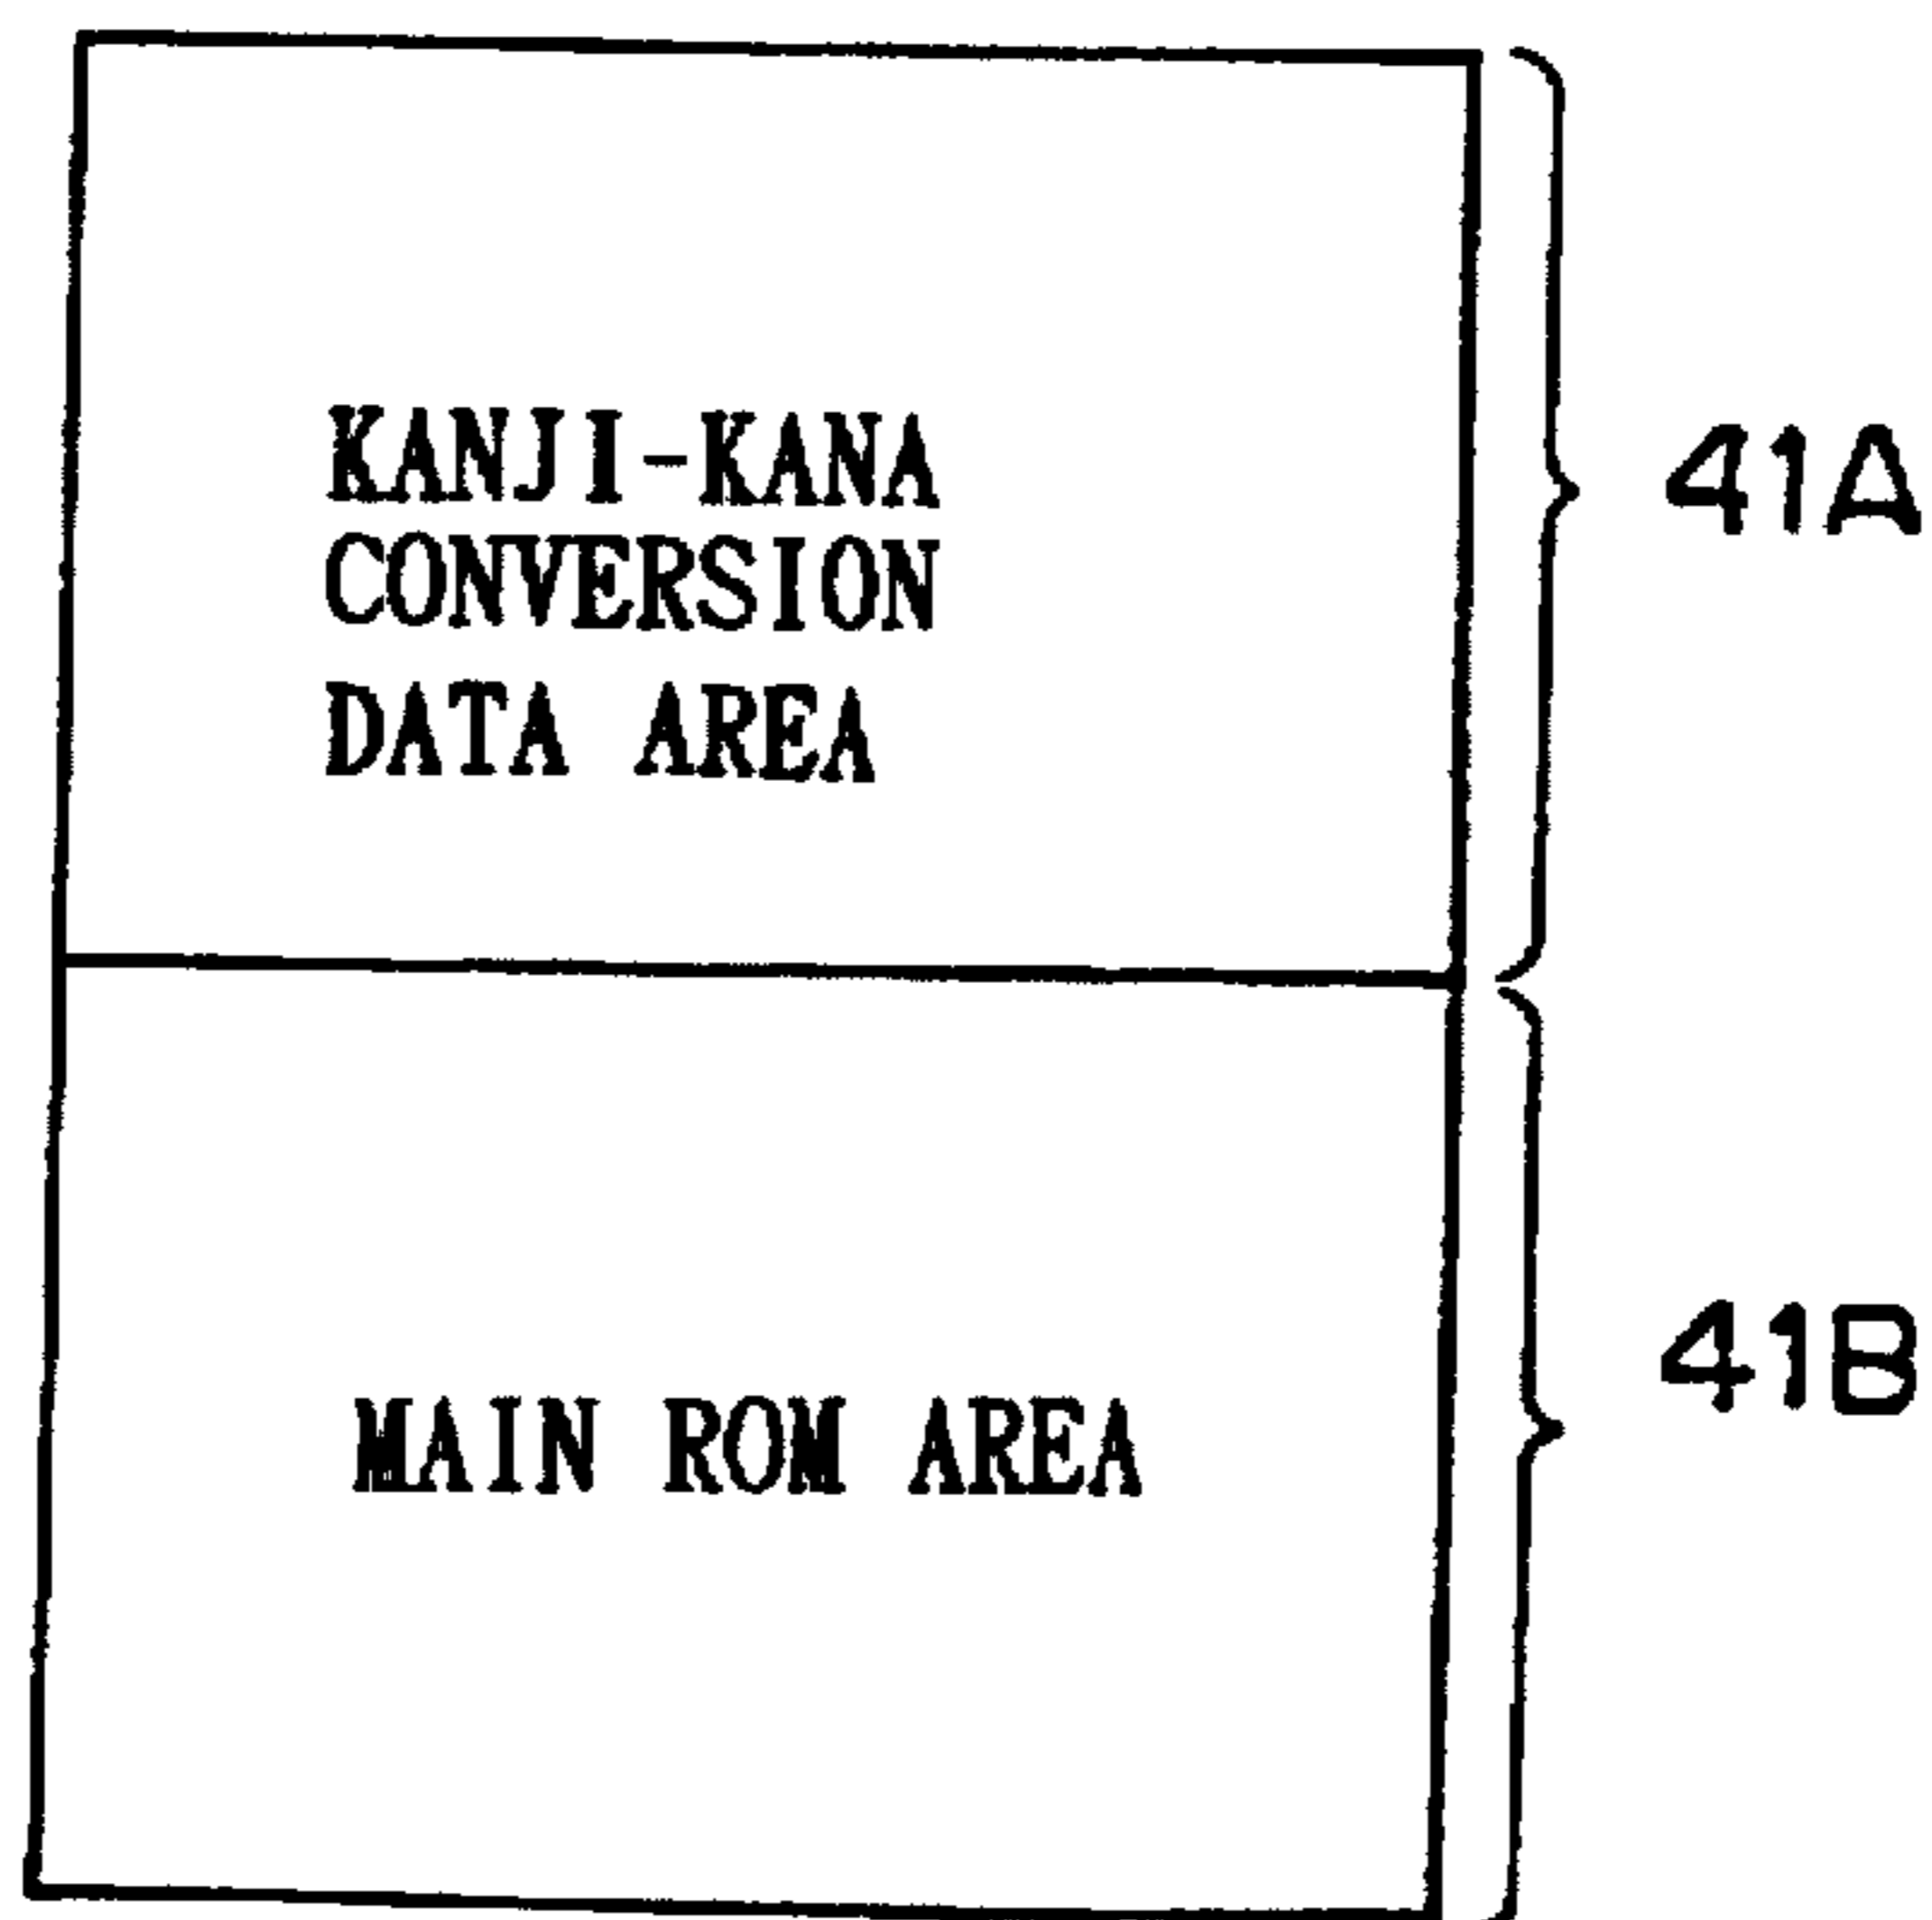 KANJI-KANA
CONVERSION
DATA AREA
41A
MAIN ROM AREA
41B